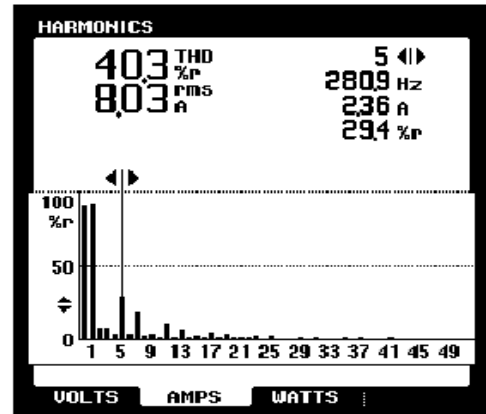 HARMONICS
40.3 THD %r
8.03 rms A
5
280.9 Hz
2.36 A
29.4 %r
100
%r
50
0
1 5 9 13 17 21 25 29 33 37 41 45 49
VOLTS AMPS WATTS